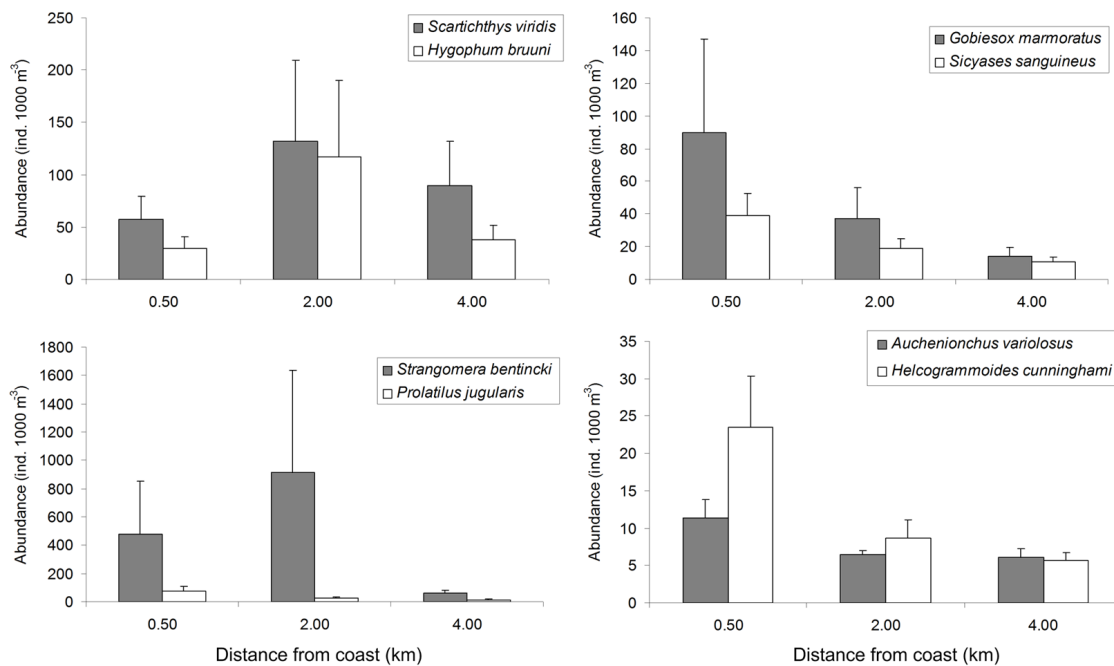 250
200
150
100
50
0
Abundance (ind. 1000 m⁻³)
Scartichthys viridis
Hygophum bruuni
0.50 2.00 4.00
160
140
120
100
80
60
40
20
0
Abundance (ind. 1000 m⁻³)
Gobiesox marmoratus
Sicyases sanguineus
0.50 2.00 4.00
1800
1600
1400
1200
1000
800
600
400
200
0
Abundance (ind. 1000 m⁻³)
Strangomera bentincki
Prolatilus jugularis
0.50 2.00 4.00
Distance from coast (km)
35
30
25
20
15
10
5
0
Abundance (ind. 1000 m⁻³)
Auchenionchus variolosus
Helcogrammoides cunninghami
0.50 2.00 4.00
Distance from coast (km)